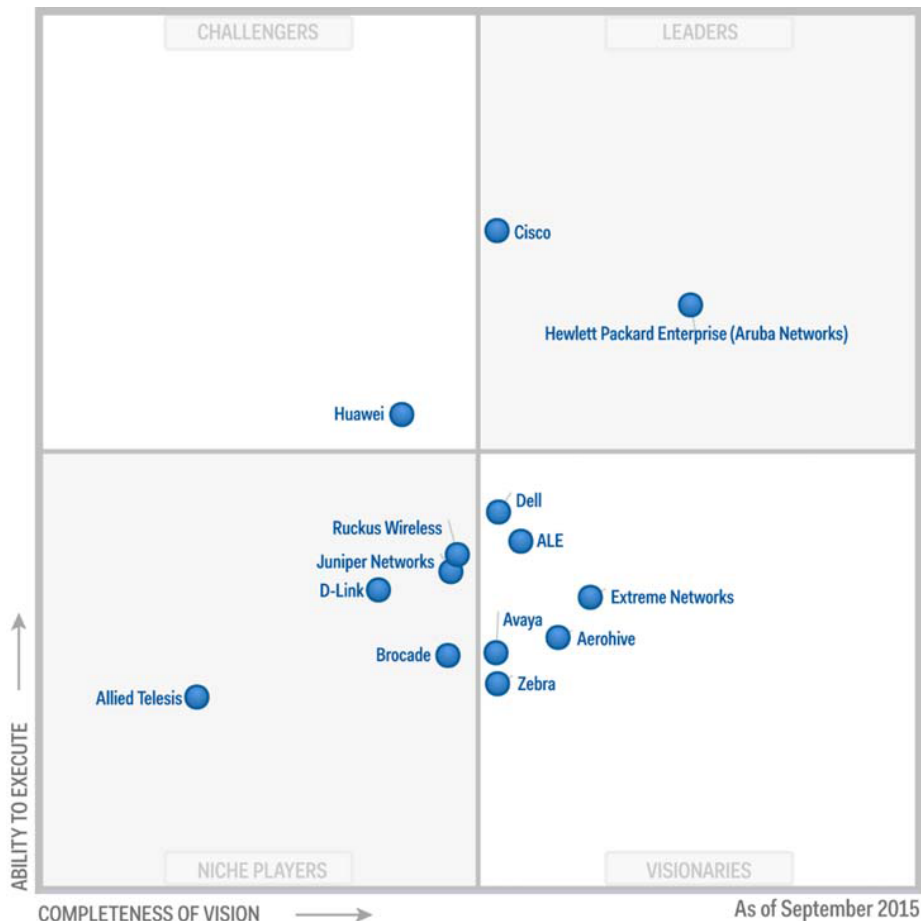 CHALLENGERS
LEADERS
Cisco
Hewlett Packard Enterprise (Aruba Networks)
Huawei
Dell
Ruckus Wireless
ALE
Juniper Networks
D-Link
Extreme Networks
Avaya
Aerohive
Brocade
Zebra
Allied Telesis
ABILITY TO EXECUTE
NICHE PLAYERS
VISIONARIES
COMPLETENESS OF VISION
As of September 2015